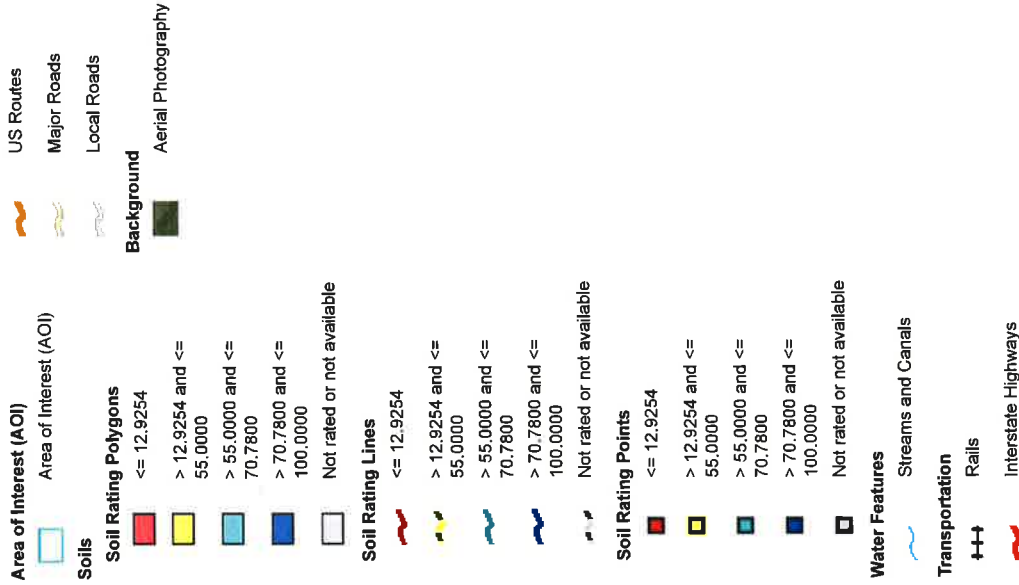 Area of Interest (AOI)
Area of Interest (AOI)
Soils
Soil Rating Polygons
<= 12.9254
> 12.9254 and <=
55.0000
> 55.0000 and <=
70.7800
> 70.7800 and <=
100.0000
Not rated or not available
Soil Rating Lines
<= 12.9254
> 12.9254 and <=
55.0000
> 55.0000 and <=
70.7800
> 70.7800 and <=
100.0000
Not rated or not available
Soil Rating Points
<= 12.9254
> 12.9254 and <=
55.0000
> 55.0000 and <=
70.7800
> 70.7800 and <=
100.0000
Not rated or not available
Water Features
Streams and Canals
Transportation
Rails
Interstate Highways
US Routes
Major Roads
Local Roads
Background
Aerial Photography